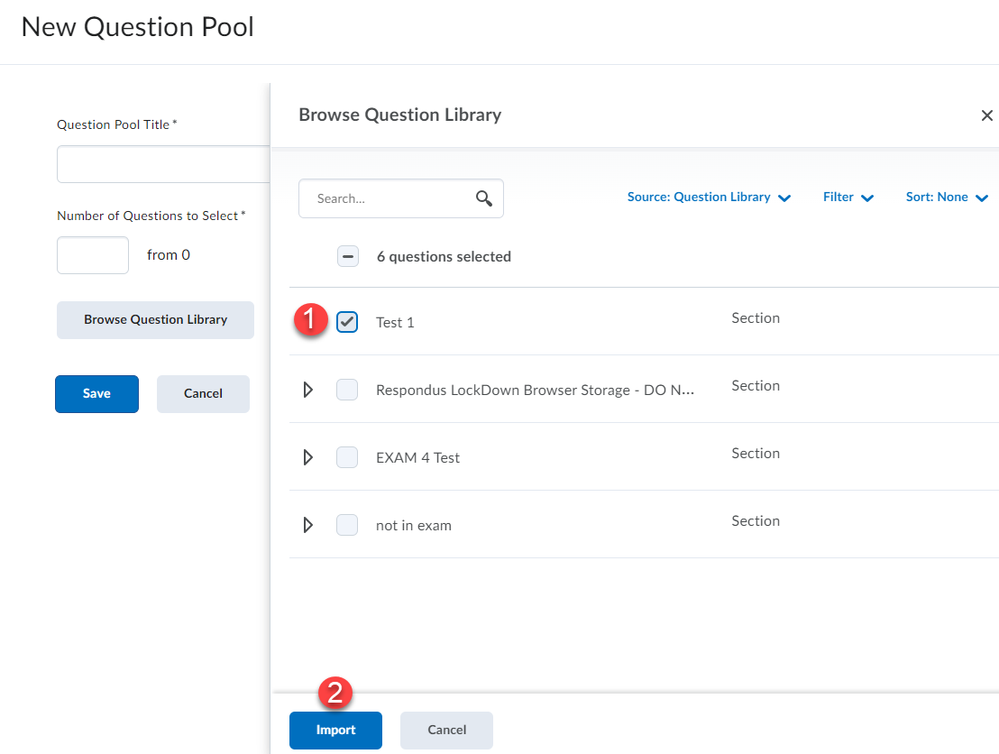 New Question Pool
Question Pool Title *
Number of Questions to Select *
from 0
Browse Question Library
Save
Cancel
Browse Question Library
Search...
Source: Question Library
Filter
Sort: None
6 questions selected
1
Test 1
Section
Respondus LockDown Browser Storage - DO N...
Section
EXAM 4 Test
Section
not in exam
Section
2
Import
Cancel